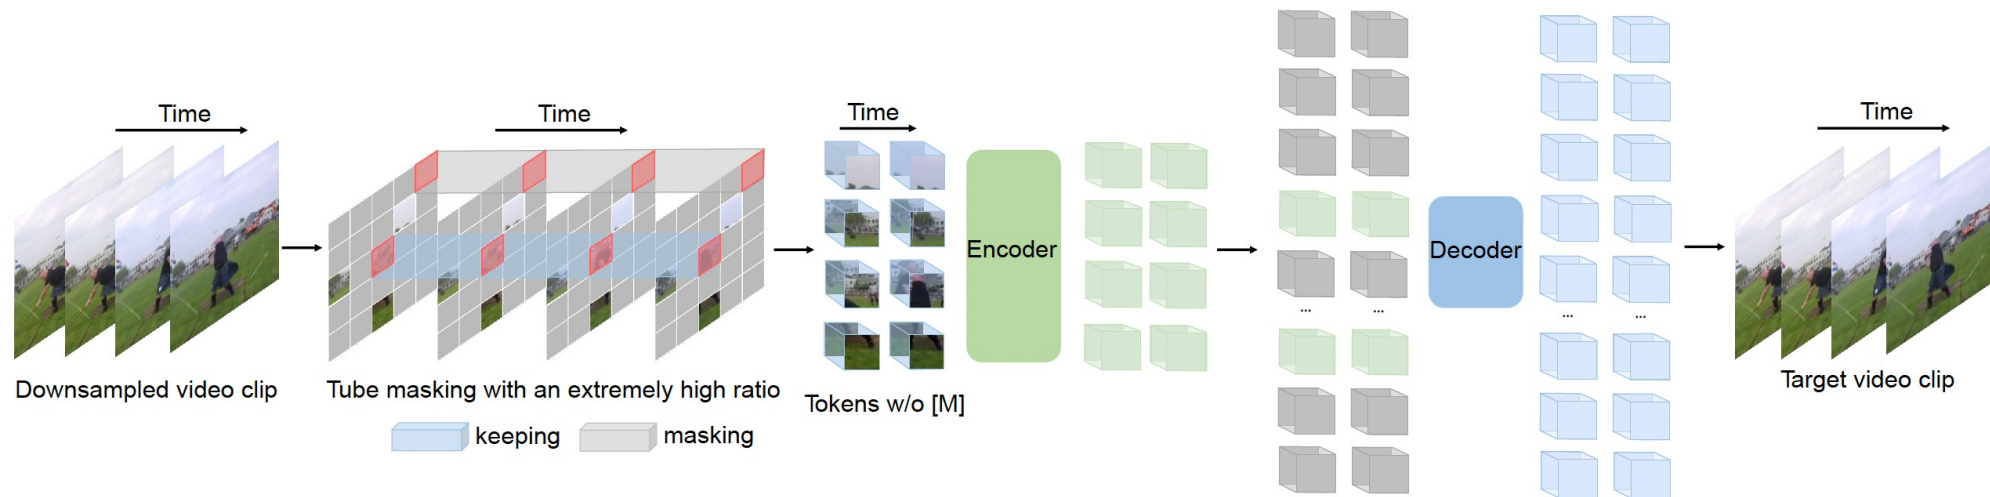 Time
Time
Time
Time
Encoder
Decoder
...
...
...
...
Downsampled video clip
Tube masking with an extremely high ratio
Tokens w/o [M]
Target video clip
keeping
masking